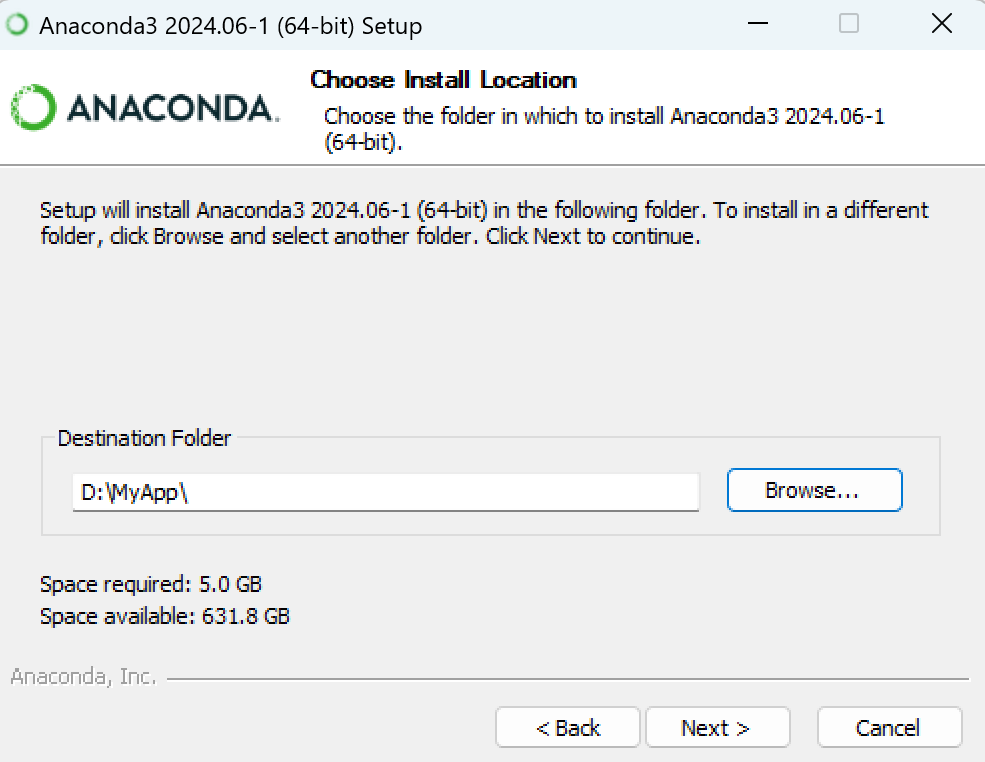 Anaconda3 2024.06-1 (64-bit) Setup
ANACONDA.
Choose Install Location
Choose the folder in which to install Anaconda3 2024.06-1
(64-bit).
Setup will install Anaconda3 2024.06-1 (64-bit) in the following folder. To install in a different
folder, click Browse and select another folder. Click Next to continue.
Destination Folder
D:\MyApp\
Browse...
Space required: 5.0 GB
Space available: 631.8 GB
Anaconda, Inc.
< Back
Next >
Cancel